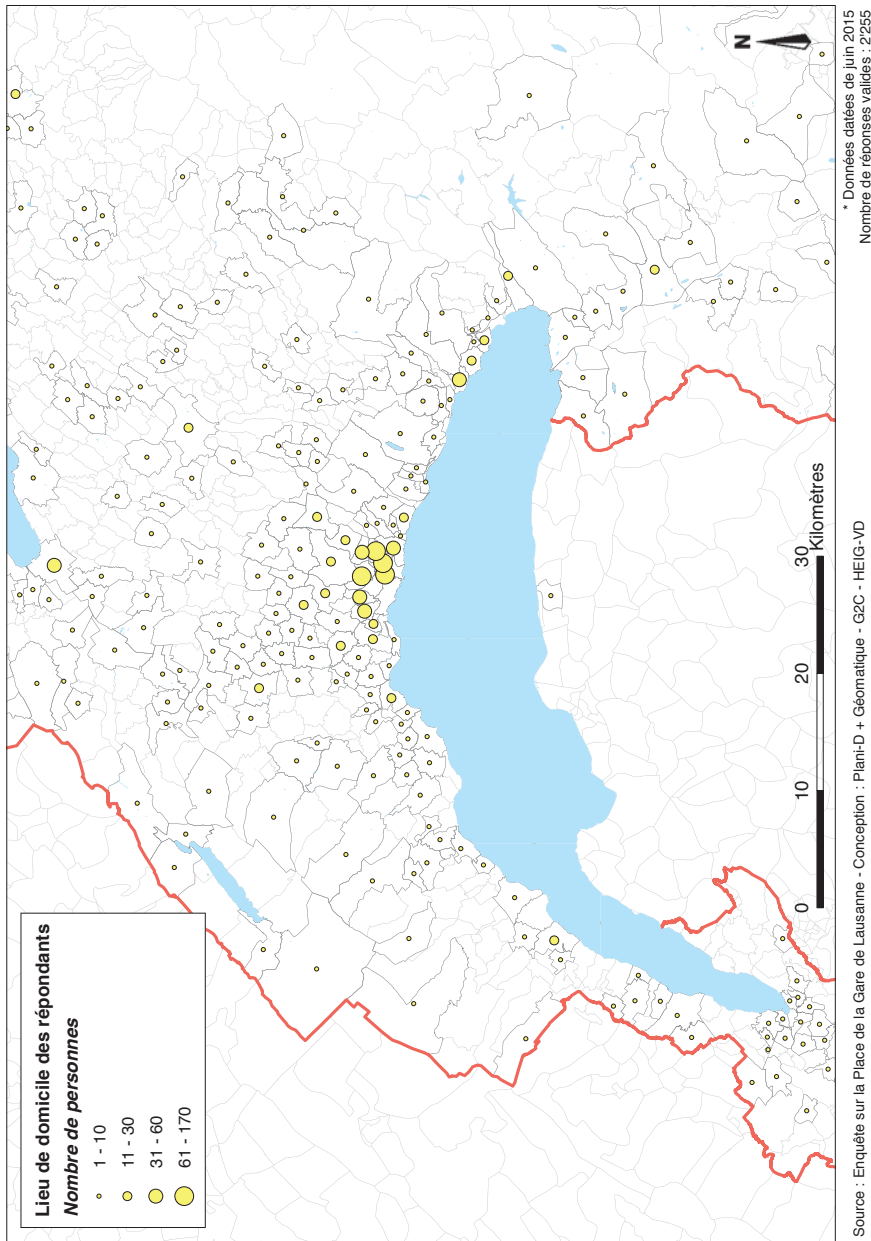 Lieu de domicile des répondants
Nombre de personnes
1 - 10
11 - 30
31 - 60
61 - 170
N
0
10
20
30
Kilomètres
* Données datées de juin 2015
Nombre de réponses valides : 2'255
Source : Enquête sur la Place de la Gare de Lausanne - Conception : Plani-D + Géomatique - G2C - HEIG-VD